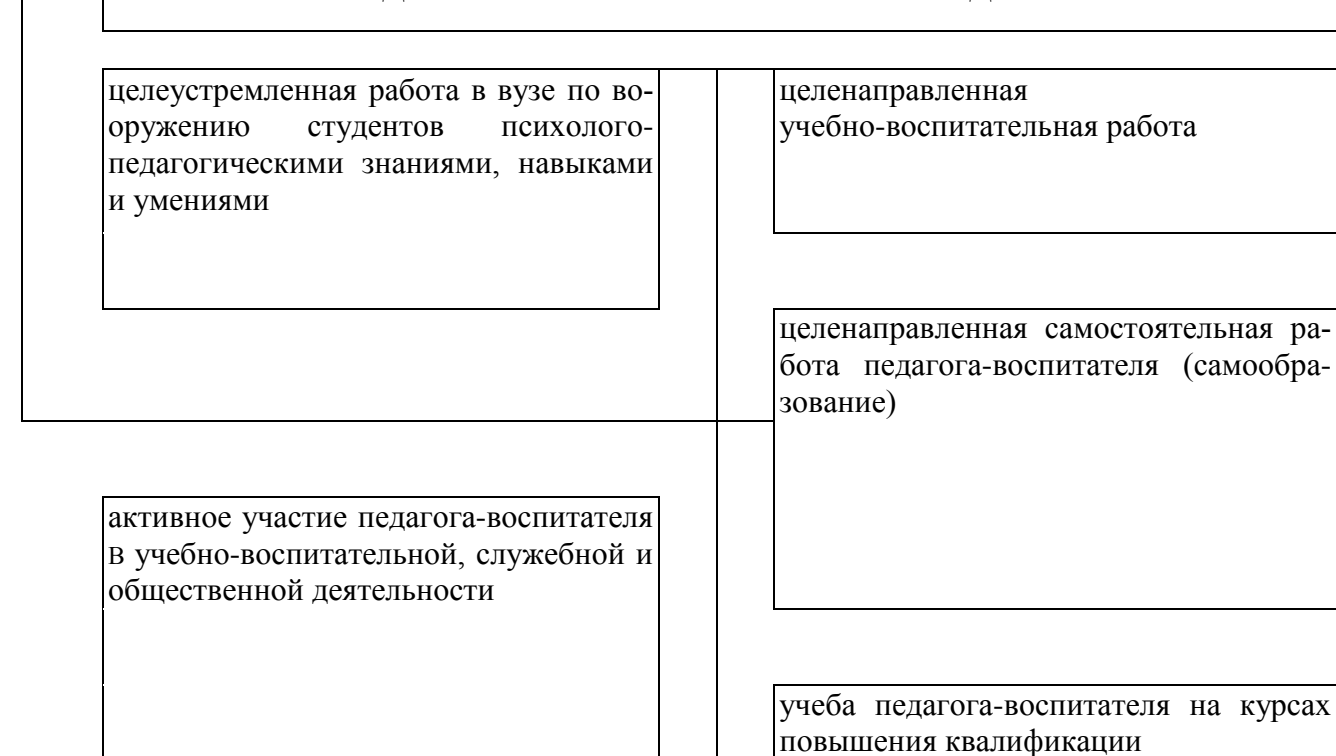 целеустремленная работа в вузе по во-
оружению студентов психолого-
педагогическими знаниями, навыками
и умениями
целенаправленная
учебно-воспитательная работа
целенаправленная самостоятельная ра-
бота педагога-воспитателя (самообра-
зование)
активное участие педагога-воспитателя
в учебно-воспитательной, служебной и
общественной деятельности
учеба педагога-воспитателя на курсах
повышения квалификации